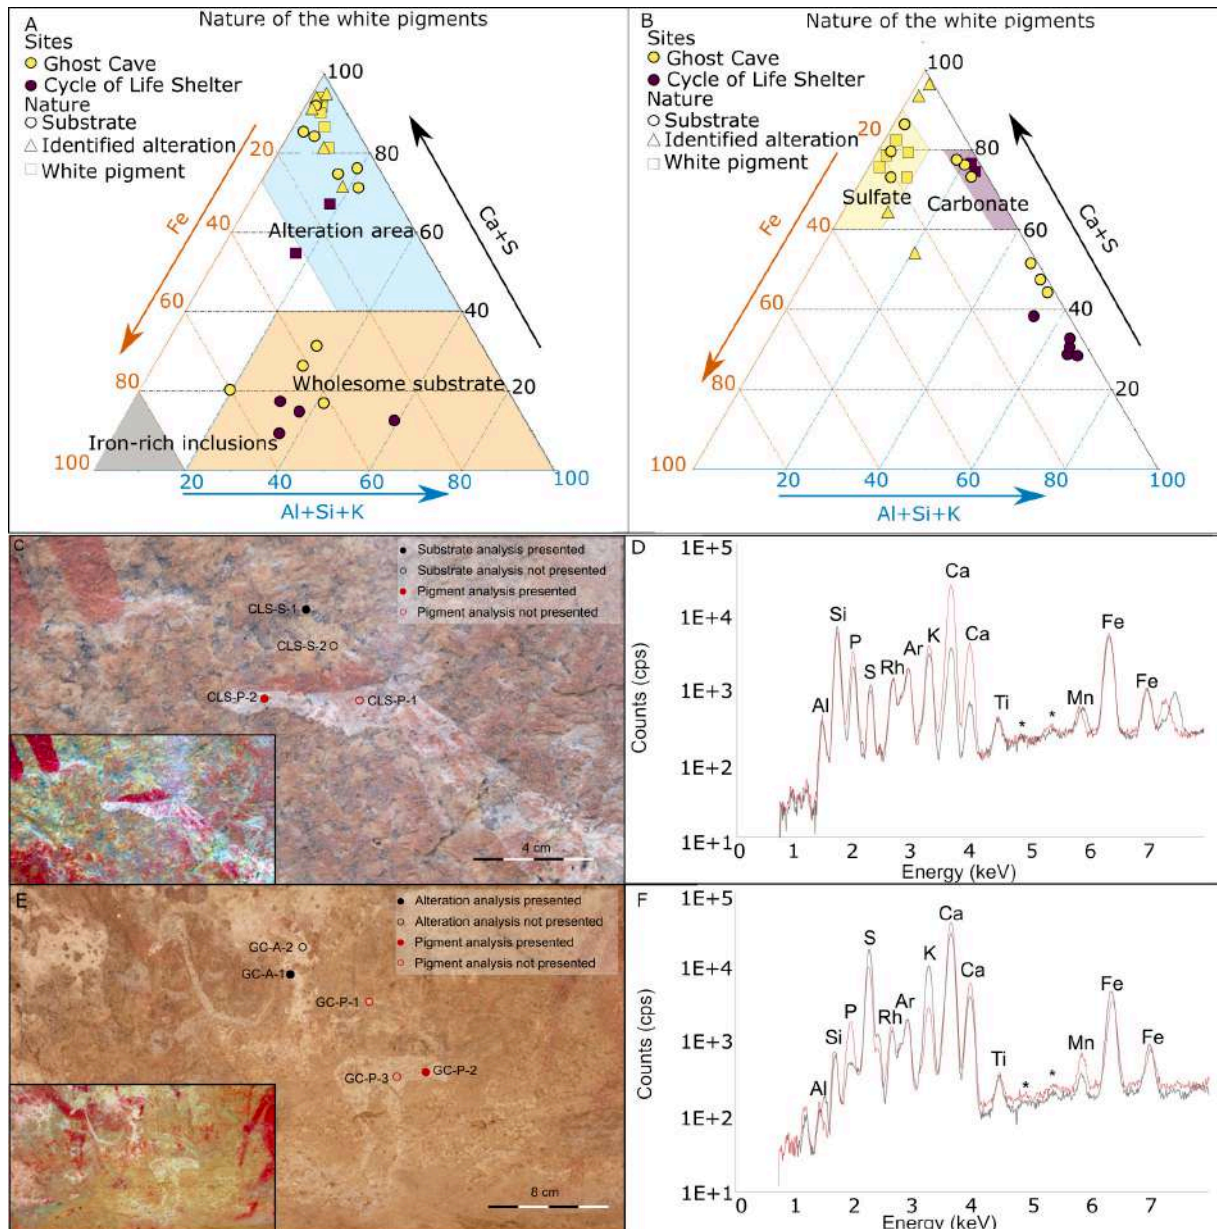 A
Nature of the white pigments
Sites
Ghost Cave
Cycle of Life Shelter
Nature
Substrate
Identified alteration
White pigment
100
20
80
Fe
Ca+S
40
Alteration area
60
60
40
80
Wholesome substrate
20
Iron-rich inclusions
100
20
40
60
80
100
Al+Si+K
B
Nature of the white pigments
Sites
Ghost Cave
Cycle of Life Shelter
Nature
Substrate
Identified alteration
White pigment
100
20
80
Fe
Sulfate
Carbonate
Ca+S
40
60
60
40
80
20
100
20
40
60
80
100
Al+Si+K
C
Substrate analysis presented
Substrate analysis not presented
Pigment analysis presented
Pigment analysis not presented
CLS-S-1
CLS-S-2
CLS-P-2
CLS-P-1
4 cm
D
1E+5
1E+4
1E+3
1E+2
1E+1
Counts (cps)
Al
Si
P
S
Rh
Ar
K
Ca
Ca
Ti
*
*
Mn
Fe
Fe
0 1 2 3 4 5 6 7
Energy (keV)
E
Alteration analysis presented
Alteration analysis not presented
Pigment analysis presented
Pigment analysis not presented
GC-A-2
GC-A-1
GC-P-1
GC-P-3
GC-P-2
8 cm
F
1E+5
1E+4
1E+3
1E+2
1E+1
Counts (cps)
Al
Si
P
S
Rh
Ar
K
Ca
Ca
Ti
*
*
Mn
Fe
Fe
0 1 2 3 4 5 6 7
Energy (keV)